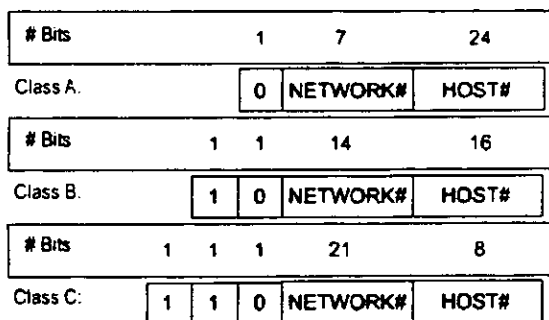 # Bits 1 7 24
Class A. 0 NETWORK# HOST#
# Bits 1 1 14 16
Class B. 1 0 NETWORK# HOST#
# Bits 1 1 1 21 8
Class C: 1 1 0 NETWORK# HOST#